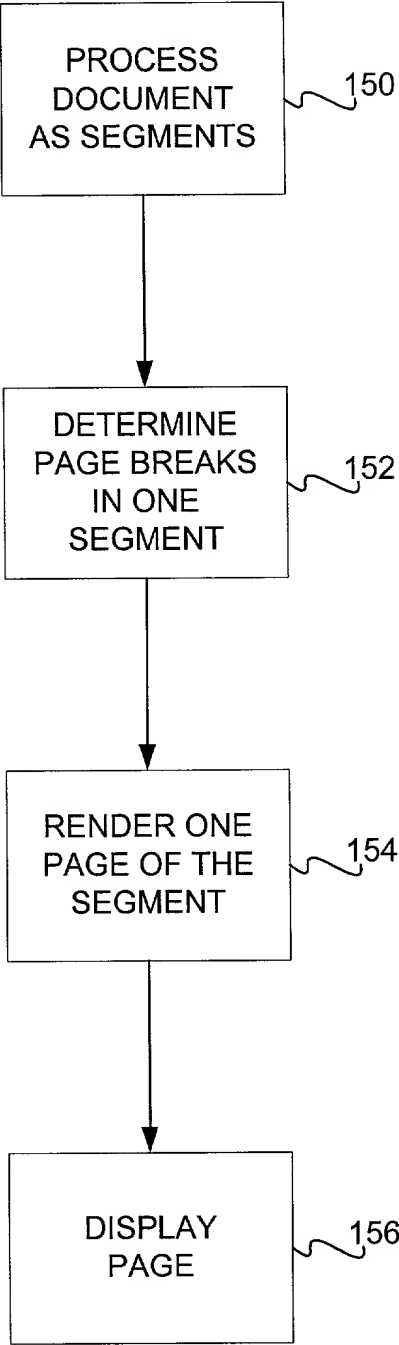 PROCESS
DOCUMENT
AS SEGMENTS
150
DETERMINE
PAGE BREAKS
IN ONE
SEGMENT
152
RENDER ONE
PAGE OF THE
SEGMENT
154
DISPLAY
PAGE
156